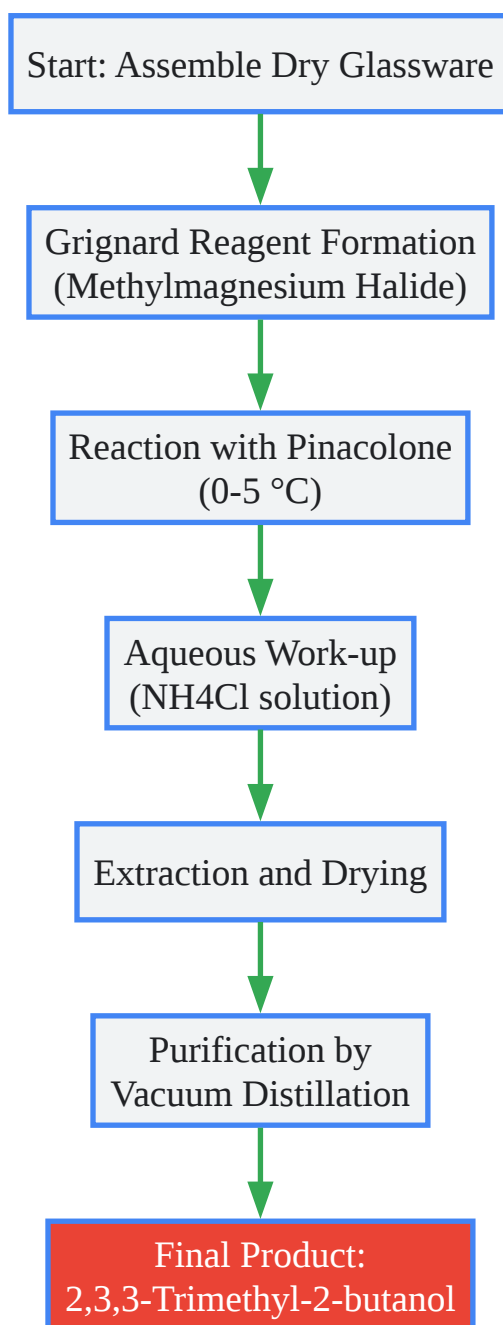 Start: Assemble Dry Glassware
Grignard Reagent Formation
(Methylmagnesium Halide)
Reaction with Pinacolone
(0-5 °C)
Aqueous Work-up
(NH4Cl solution)
Extraction and Drying
Purification by
Vacuum Distillation
Final Product:
2,3,3-Trimethyl-2-butanol